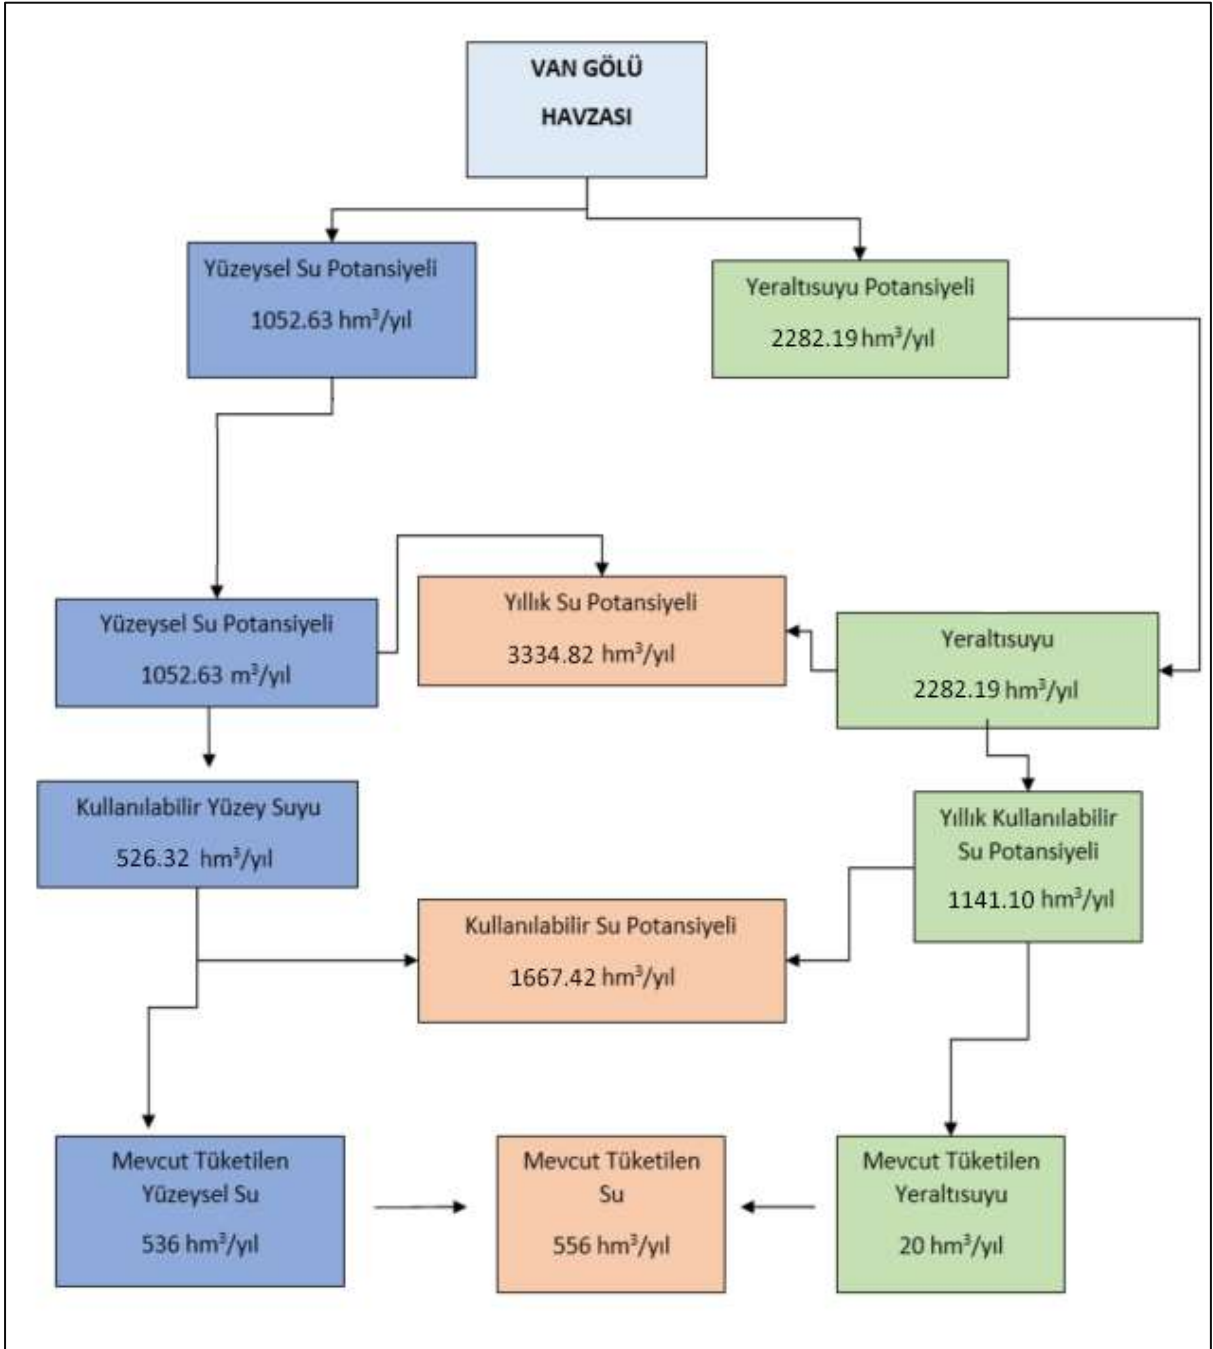 VAN GÖLÜ
HAVZASI
Yüzeysel Su Potansiyeli
1052.63 hm³/yıl
Yeraltısuyu Potansiyeli
2282.19 hm³/yıl
Yüzeysel Su Potansiyeli
1052.63 m³/yıl
Yıllık Su Potansiyeli
3334.82 hm³/yıl
Yeraltısuyu
2282.19 hm³/yıl
Kullanılabilir Yüzey Suyu
526.32 hm³/yıl
Yıllık Kullanılabilir
Su Potansiyeli
1141.10 hm³/yıl
Kullanılabilir Su Potansiyeli
1667.42 hm³/yıl
Mevcut Tüketilen
Yüzeysel Su
536 hm³/yıl
Mevcut Tüketilen
Su
556 hm³/yıl
Mevcut Tüketilen
Yeraltısuyu
20 hm³/yıl